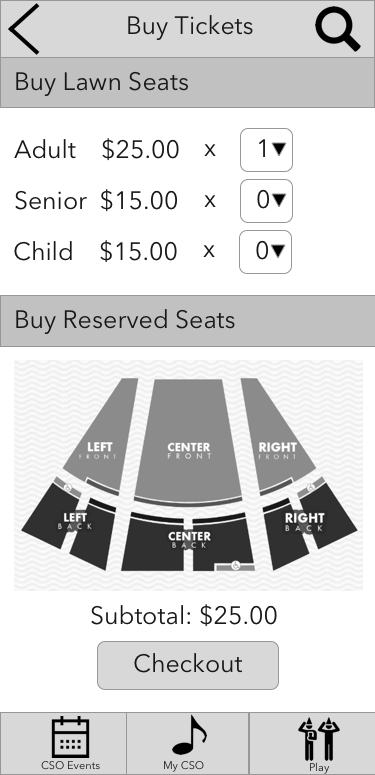 Buy Tickets
Buy Lawn Seats
Adult $25.00 x 1▼
Senior $15.00 x 0▼
Child $15.00 x 0▼
Buy Reserved Seats
LEFT CENTER RIGHT
FRONT FRONT FRONT
LEFT CENTER RIGHT
BACK BACK BACK
Subtotal: $25.00
Checkout
CSO Events My CSO Play